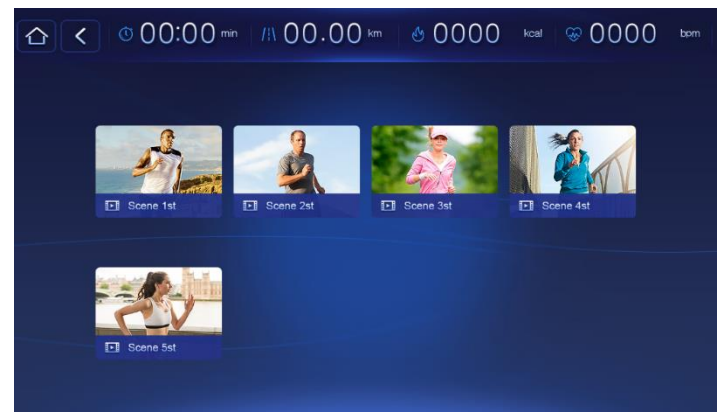 00:00 min 00.00 km 0000 kcal 0000 bpm
Scene 1st Scene 2st Scene 3st Scene 4st
Scene 5st